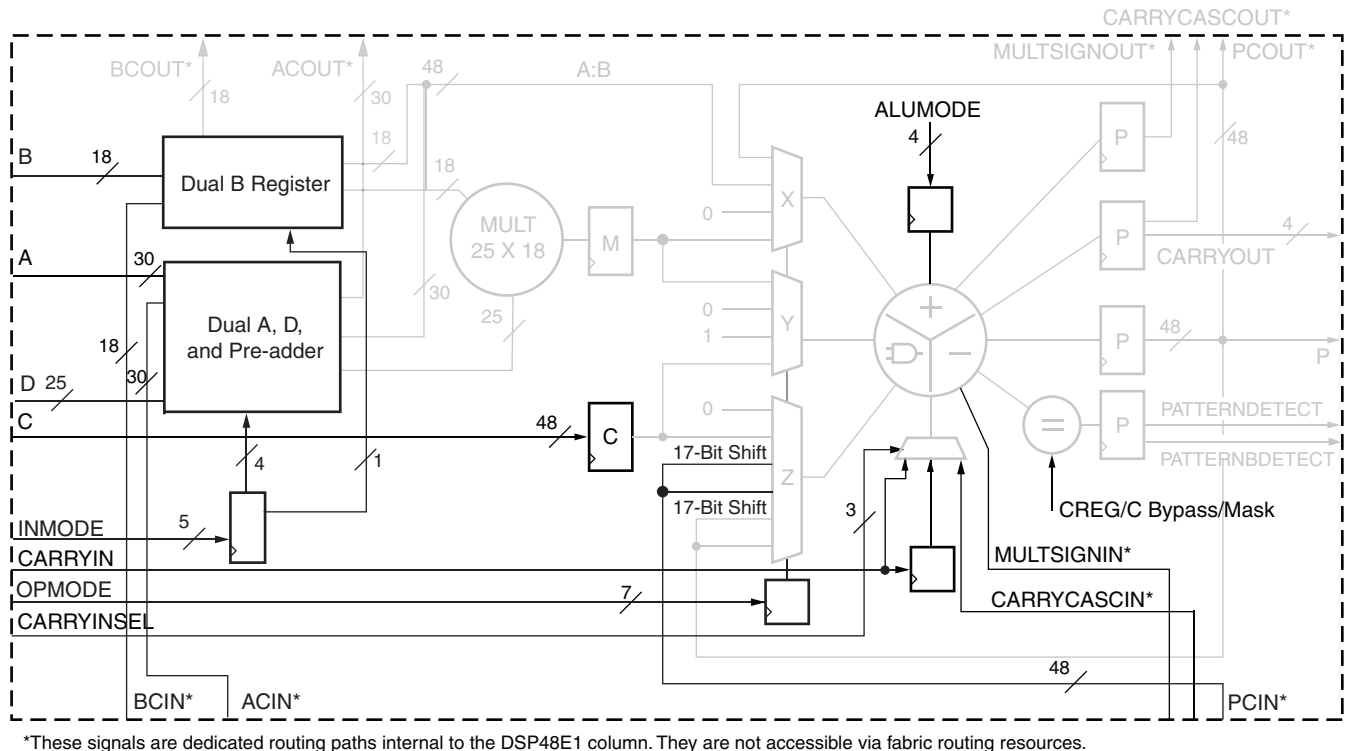 CARRYCASCOUT*
BCOUT* ACOUT* MULTSIGNOUT* PCOUT*
48 A:B
18 30
ALUMODE
18 4 P 48
B 18
Dual B Register 18
X
MULT
25 X 18
0
M P 4
A 30 CARRYOUT
30
+
Dual A, D,
and Pre-adder
25 0
Y
1
18 – P 48
P
30
D 25
C 48 C 0
= P PATTERNDETECT
PATTERNBDETECT
17-Bit Shift
Z
4 1
17-Bit Shift
3 CREG/C Bypass/Mask
INMODE 5
CARRYIN MULTSIGNIN*
OPMODE 7
CARRYCASCIN*
CARRYINSEL
48
BCIN* ACIN* PCIN*
*These signals are dedicated routing paths internal to the DSP48E1 column. They are not accessible via fabric routing resources.